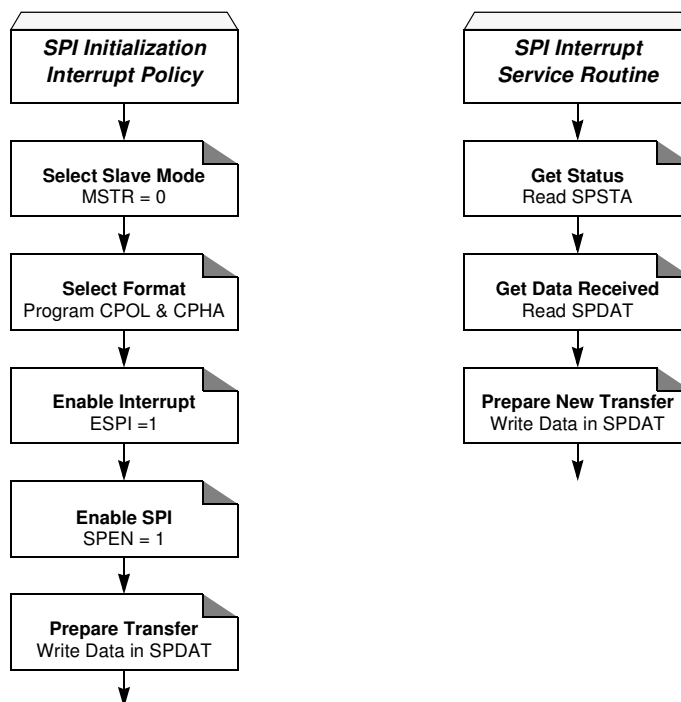 SPI Initialization
Interrupt Policy
Select Slave Mode
MSTR = 0
Select Format
Program CPOL & CPHA
Enable Interrupt
ESPI =1
Enable SPI
SPEN = 1
Prepare Transfer
Write Data in SPDAT
SPI Interrupt
Service Routine
Get Status
Read SPSTA
Get Data Received
Read SPDAT
Prepare New Transfer
Write Data in SPDAT